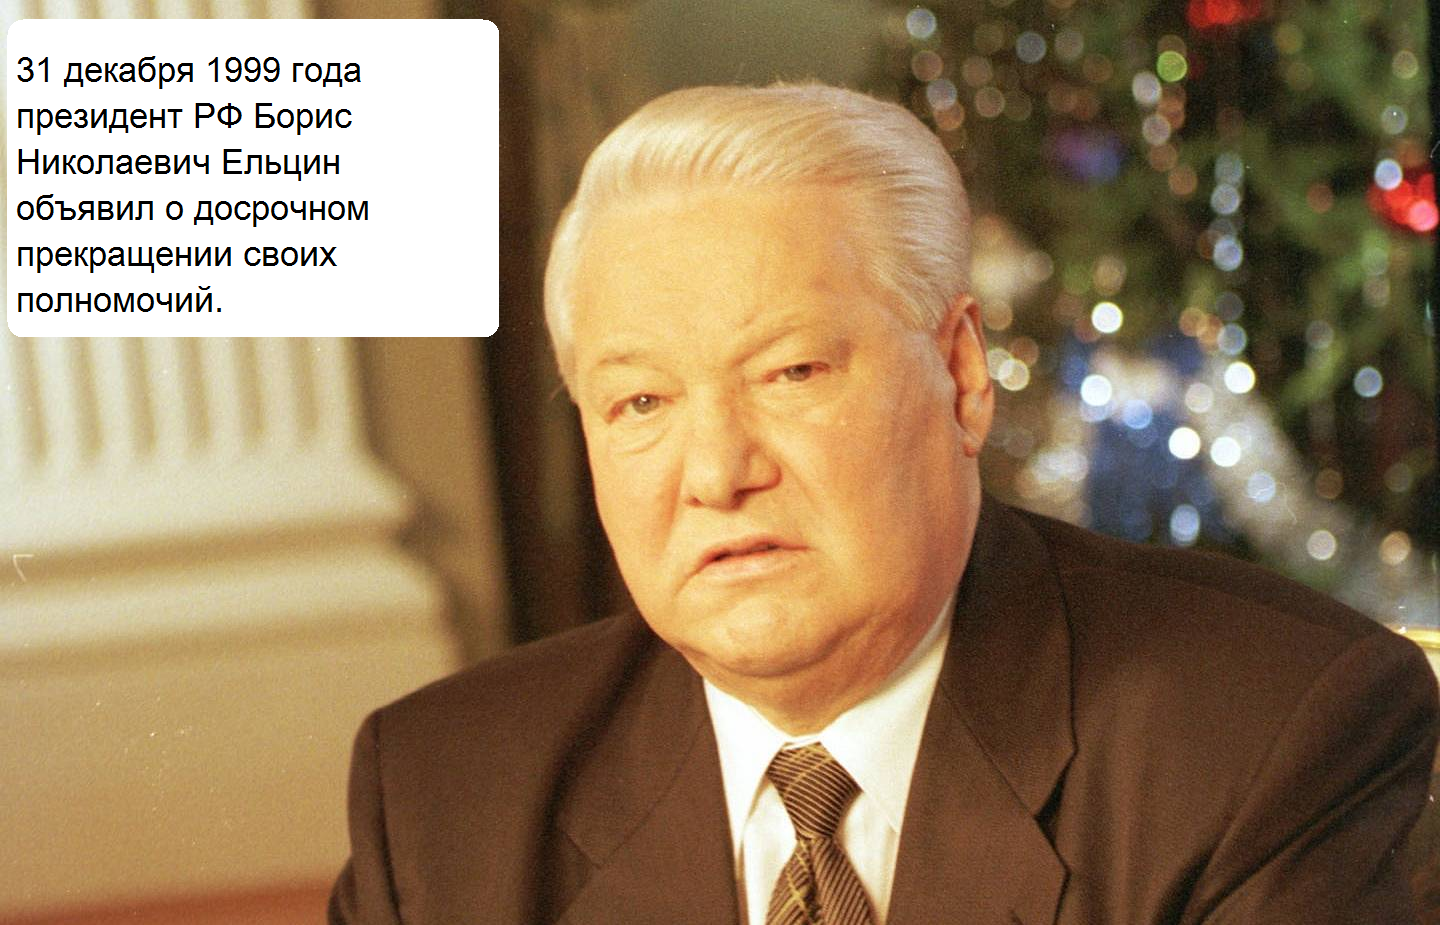 31 декабря 1999 года
президент РФ Борис
Николаевич Ельцин
объявил о досрочном
прекращении своих
полномочий.